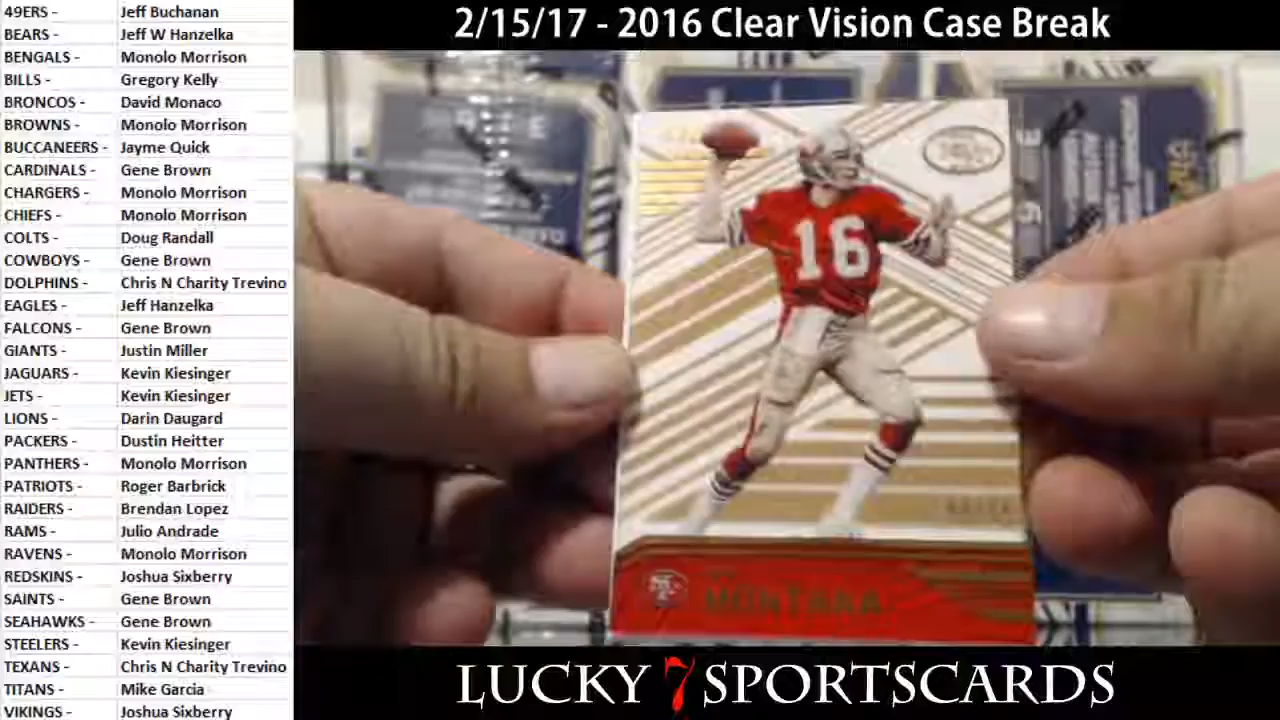 49ERS - Jeff Buchanan
BEARS - Jeff W Hanzelka
BENGALS - Monolo Morrison
BILLS - Gregory Kelly
BRONCOS - David Monaco
BROWNS - Monolo Morrison
BUCCANEERS - Jayme Quick
CARDINALS - Gene Brown
CHARGERS - Monolo Morrison
CHIEFS - Monolo Morrison
COLTS - Doug Randall
COWBOYS - Gene Brown
DOLPHINS - Chris N Charity Trevino
EAGLES - Jeff Hanzelka
FALCONS - Gene Brown
GIANTS - Justin Miller
JAGUARS - Kevin Kiesinger
JETS - Kevin Kiesinger
LIONS - Darin Daugard
PACKERS - Dustin Heitter
PANTHERS - Monolo Morrison
PATRIOTS - Roger Barbrick
RAIDERS - Brendan Lopez
RAMS - Julio Andrade
RAVENS - Monolo Morrison
REDSKINS - Joshua Sixberry
SAINTS - Gene Brown
SEAHAWKS - Gene Brown
STEELERS - Kevin Kiesinger
TEXANS - Chris N Charity Trevino
TITANS - Mike Garcia
VIKINGS - Joshua Sixberry
2/15/17 - 2016 Clear Vision Case Break
16
MONTANA
LUCKY 7 SPORTSCARDS